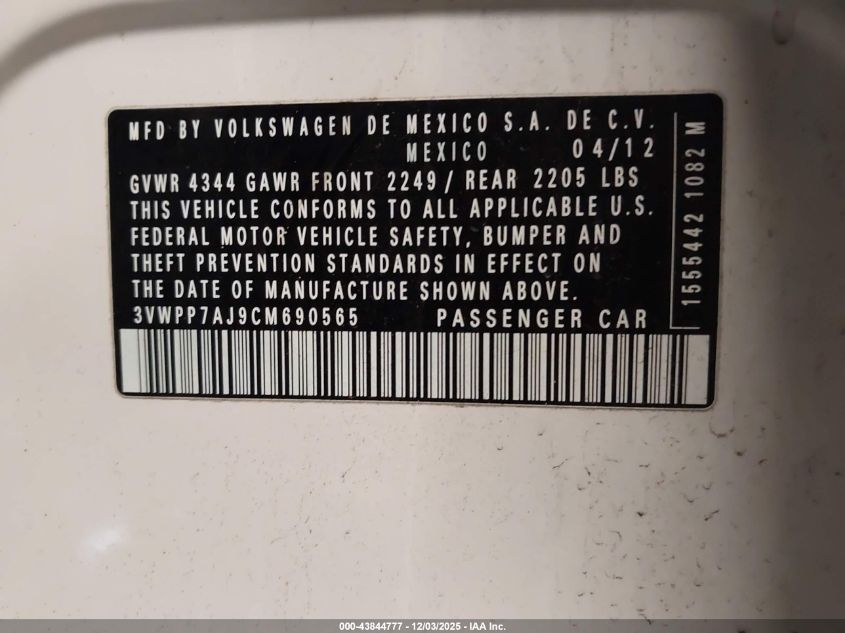 MFD BY VOLKSWAGEN DE MEXICO S.A. DE C.V.
MEXICO 04/12
GVWR 4344 GAWR FRONT 2249 / REAR 2205 LBS
THIS VEHICLE CONFORMS TO ALL APPLICABLE U.S.
FEDERAL MOTOR VEHICLE SAFETY, BUMPER AND
THEFT PREVENTION STANDARDS IN EFFECT ON
THE DATE OF MANUFACTURE SHOWN ABOVE.
3VWPP7AJ9CM690565 PASSENGER CAR
1555442 1082 M
000-43844777 - 12/03/2025 - IAA Inc.